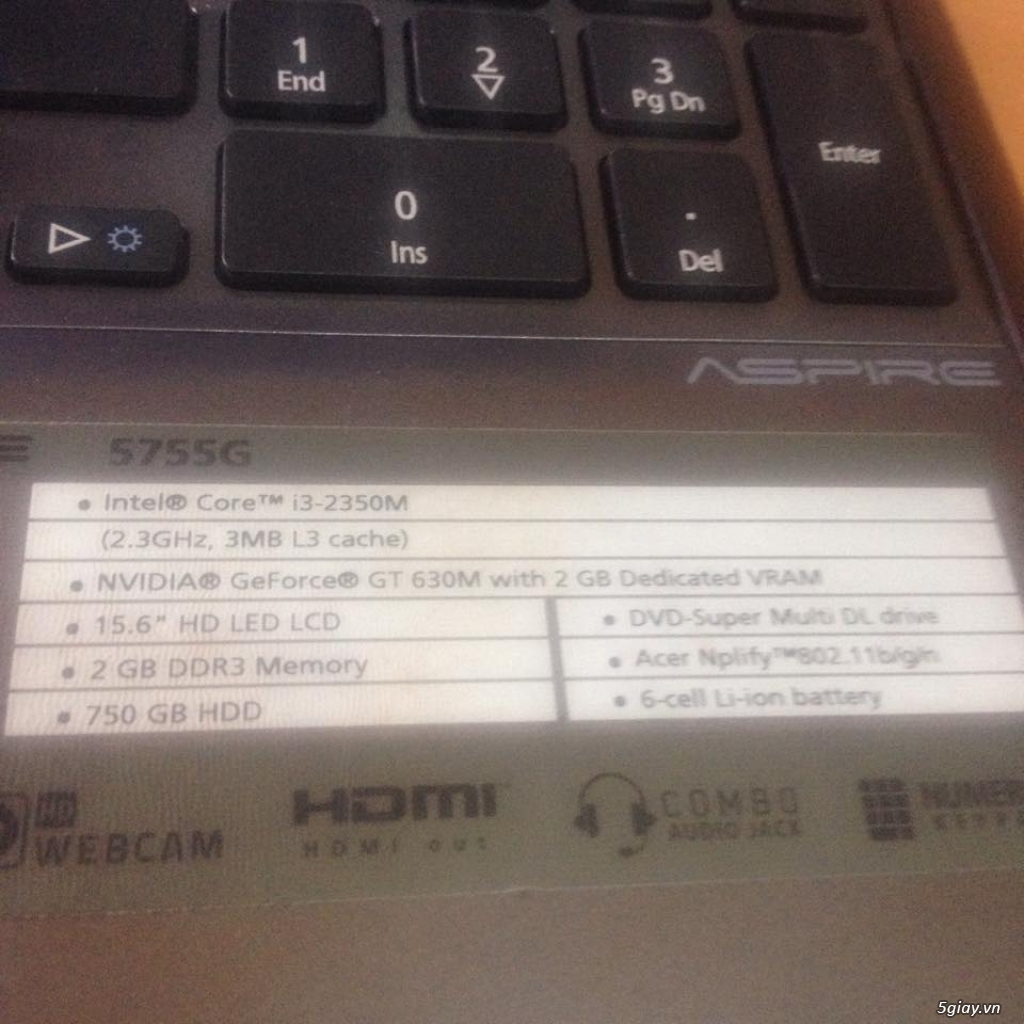 1
End
2
3
Pg Dn
Enter
0
Ins
.
Del
ASPIRE
5755G
• Intel® Core™ i3-2350M
(2.3GHz, 3MB L3 cache)
• NVIDIA® GeForce® GT 630M with 2 GB Dedicated VRAM
• 15.6" HD LED LCD
• DVD-Super Multi DL drive
• 2 GB DDR3 Memory
• Acer Nplify™802.11b/g/n
• 750 GB HDD
• 6-cell Li-ion battery
HD
WEBCAM
HDMI
HDMI OUT
COMBO
AUDIO JACK
5giay.vn